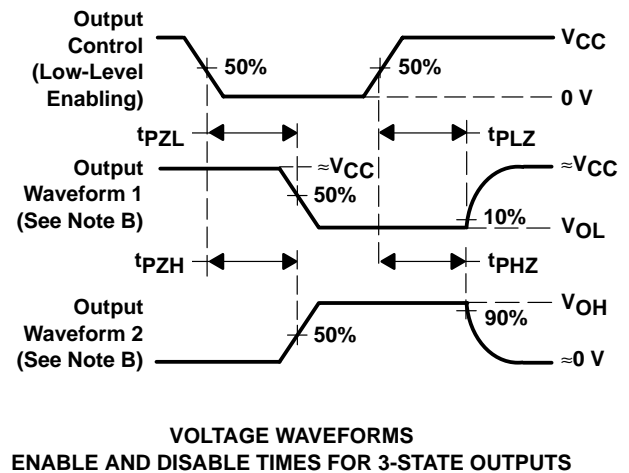 Output
Control
(Low-Level
Enabling)
50%
50%
VCC
0 V
tPZL
tPLZ
Output
Waveform 1
(See Note B)
≈VCC
50%
≈VCC
10%
VOL
tPZH
tPHZ
Output
Waveform 2
(See Note B)
50%
VOH
90%
≈0 V
VOLTAGE WAVEFORMS
ENABLE AND DISABLE TIMES FOR 3-STATE OUTPUTS